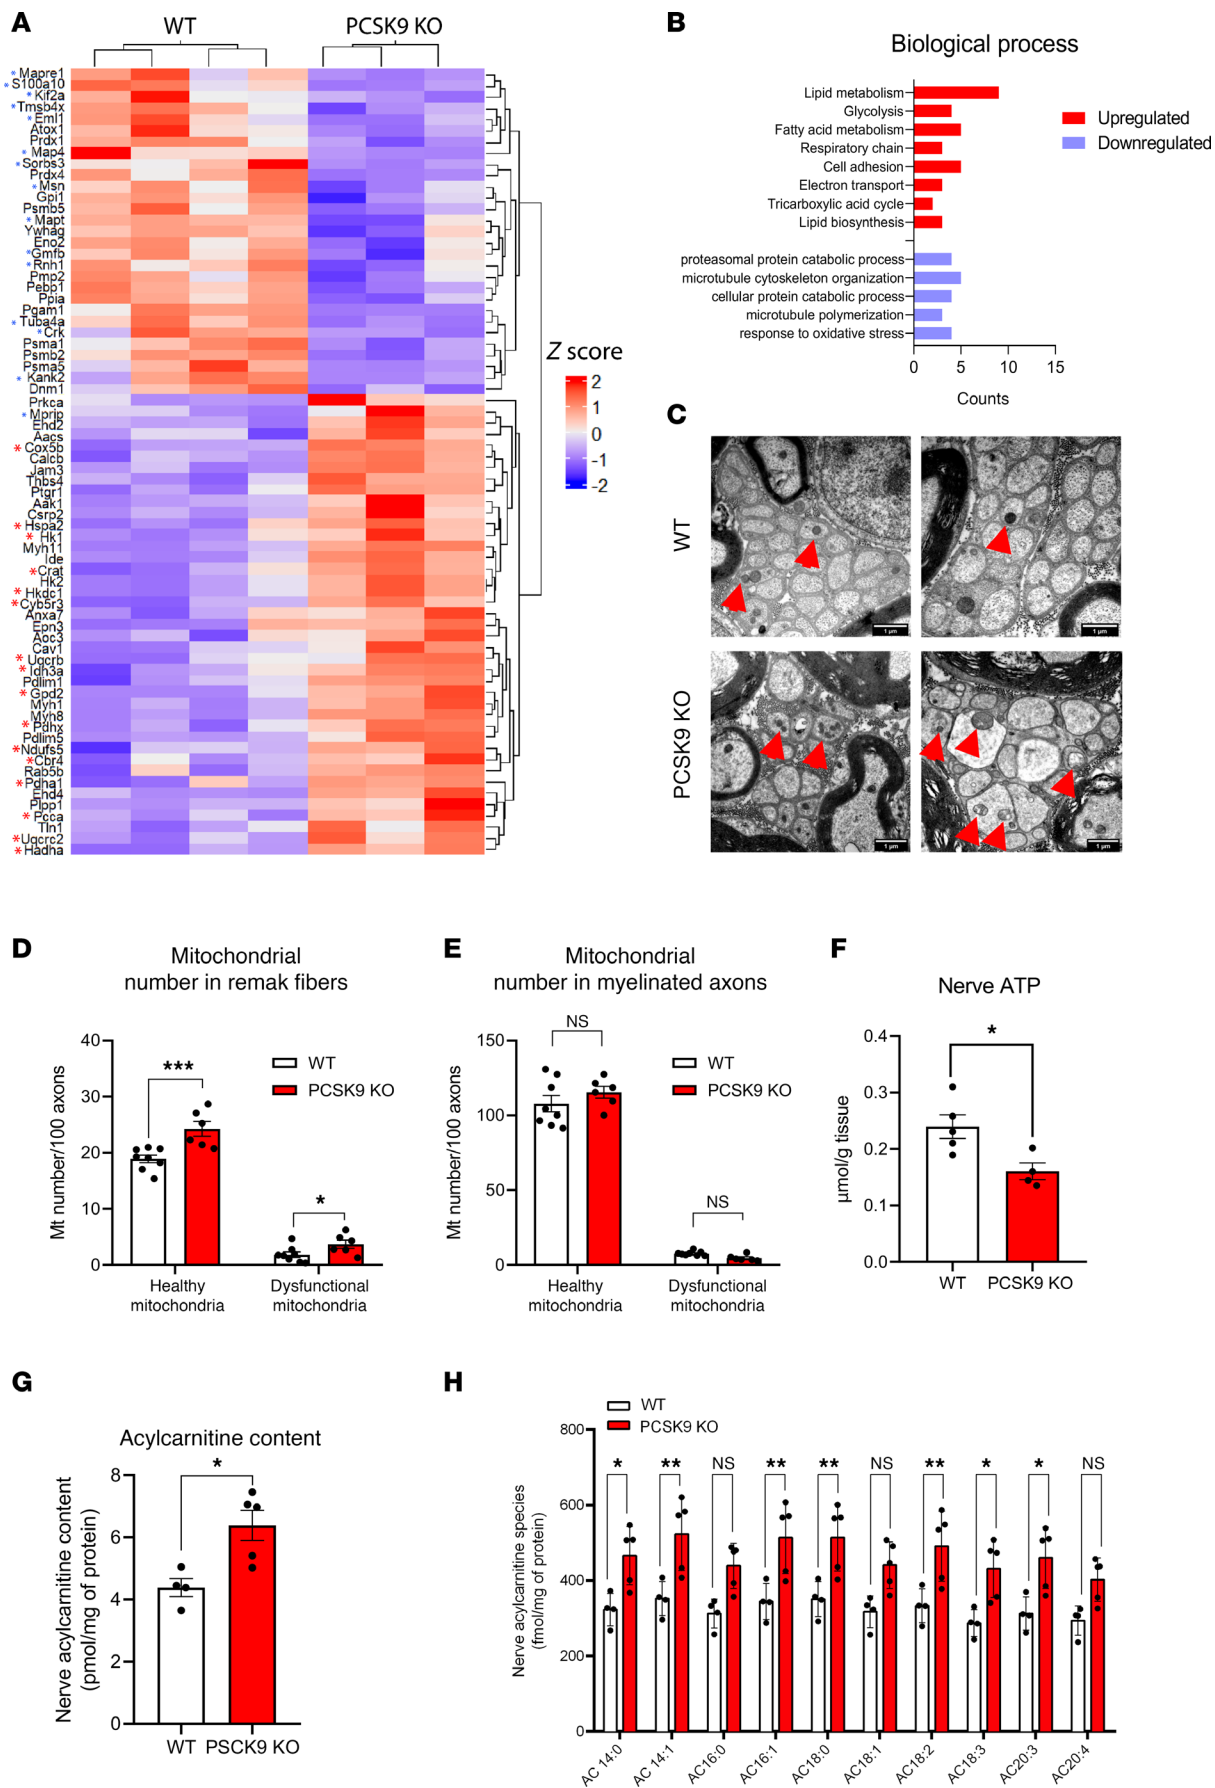 A
WT
PCSK9 KO
* Mapre1
* S100a10
* Kif2a
* Tmsb4x
* Eml1
Atox1
Prdx1
* Map4
* Sorbs3
Prdx4
* Msn
Gpi1
Psmb5
* Mapt
Ywhag
Eno2
* Gmfb
* Rnh1
Pmp2
Pebp1
Ppia
Pgam1
* Tuba4a
* Crk
Psma1
Psmb2
Psma5
* Kank2
Dnm1
Prkca
* Mprip
Ehd2
Aacs
* Cox5b
Calcb
Jam3
Thbs4
Ptgr1
Aak1
Csrp2
* Hspa2
* Hk1
Myh11
Ide
* Crat
Hk2
* Hkdc1
* Cyb5r3
Anxa7
Epn3
Aoc3
Cav1
* Uqcrb
* Idh3a
Pdlim1
* Gpd2
Myh1
Myh8
* Pdhx
Pdlim5
* Ndufs5
* Cbr4
Rab5b
* Pdha1
Ehd4
Plpp1
* Pcca
Tln1
* Uqcrc2
* Hadha
Z score
2
1
0
-1
-2
B
Biological process
Lipid metabolism
Glycolysis
Fatty acid metabolism
Respiratory chain
Cell adhesion
Electron transport
Tricarboxylic acid cycle
Lipid biosynthesis
proteasomal protein catabolic process
microtubule cytoskeleton organization
cellular protein catabolic process
microtubule polymerization
response to oxidative stress
0 5 10 15
Counts
Upregulated
Downregulated
C
WT
1 µm
1 µm
PCSK9 KO
1 µm
1 µm
D
Mitochondrial
number in remak fibers
Mt number/100 axons
40
30
20
10
0
***
*
WT
PCSK9 KO
Healthy
mitochondria
Dysfunctional
mitochondria
E
Mitochondrial
number in myelinated axons
Mt number/100 axons
150
100
50
0
NS
NS
WT
PCSK9 KO
Healthy
mitochondria
Dysfunctional
mitochondria
F
Nerve ATP
µmol/g tissue
0.4
0.3
0.2
0.1
0.0
*
WT PCSK9 KO
G
Acylcarnitine content
Nerve acylcarnitine content
(pmol/mg of protein)
8
6
4
2
0
*
WT PSCK9 KO
H
WT
PCSK9 KO
Nerve acylcarnitine species
(fmol/mg of protein)
800
600
400
200
0
* ** NS ** ** NS ** * * NS
AC 14:0
AC 14:1
AC16:0
AC16:1
AC18:0
AC18:1
AC18:2
AC18:3
AC20:3
AC20:4